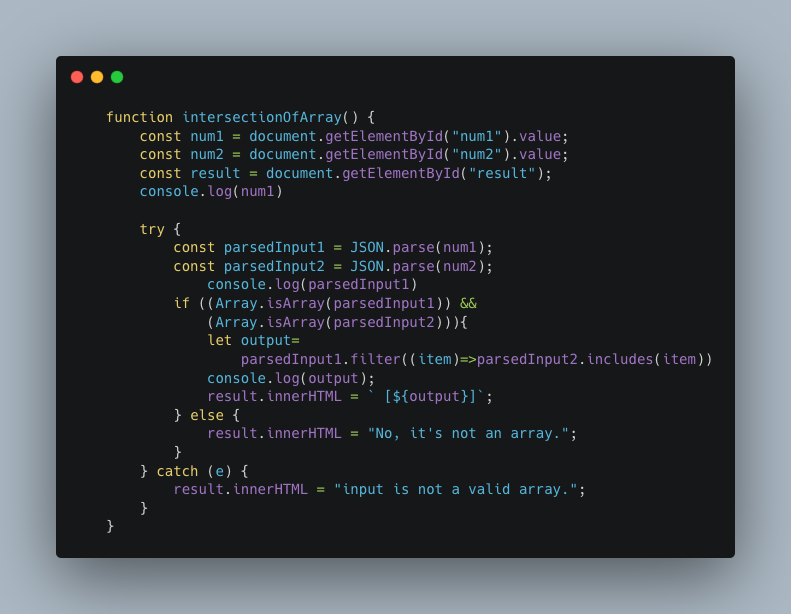 function intersectionOfArray() {
    const num1 = document.getElementById("num1").value;
    const num2 = document.getElementById("num2").value;
    const result = document.getElementById("result");
    console.log(num1)

    try {
        const parsedInput1 = JSON.parse(num1);
        const parsedInput2 = JSON.parse(num2);
            console.log(parsedInput1)
        if ((Array.isArray(parsedInput1)) &&
            (Array.isArray(parsedInput2))){
            let output=
                parsedInput1.filter((item)=>parsedInput2.includes(item))
            console.log(output);
            result.innerHTML = ` [${output}]`;
        } else {
            result.innerHTML = "No, it's not an array.";
        }
    } catch (e) {
        result.innerHTML = "input is not a valid array.";
    }
}